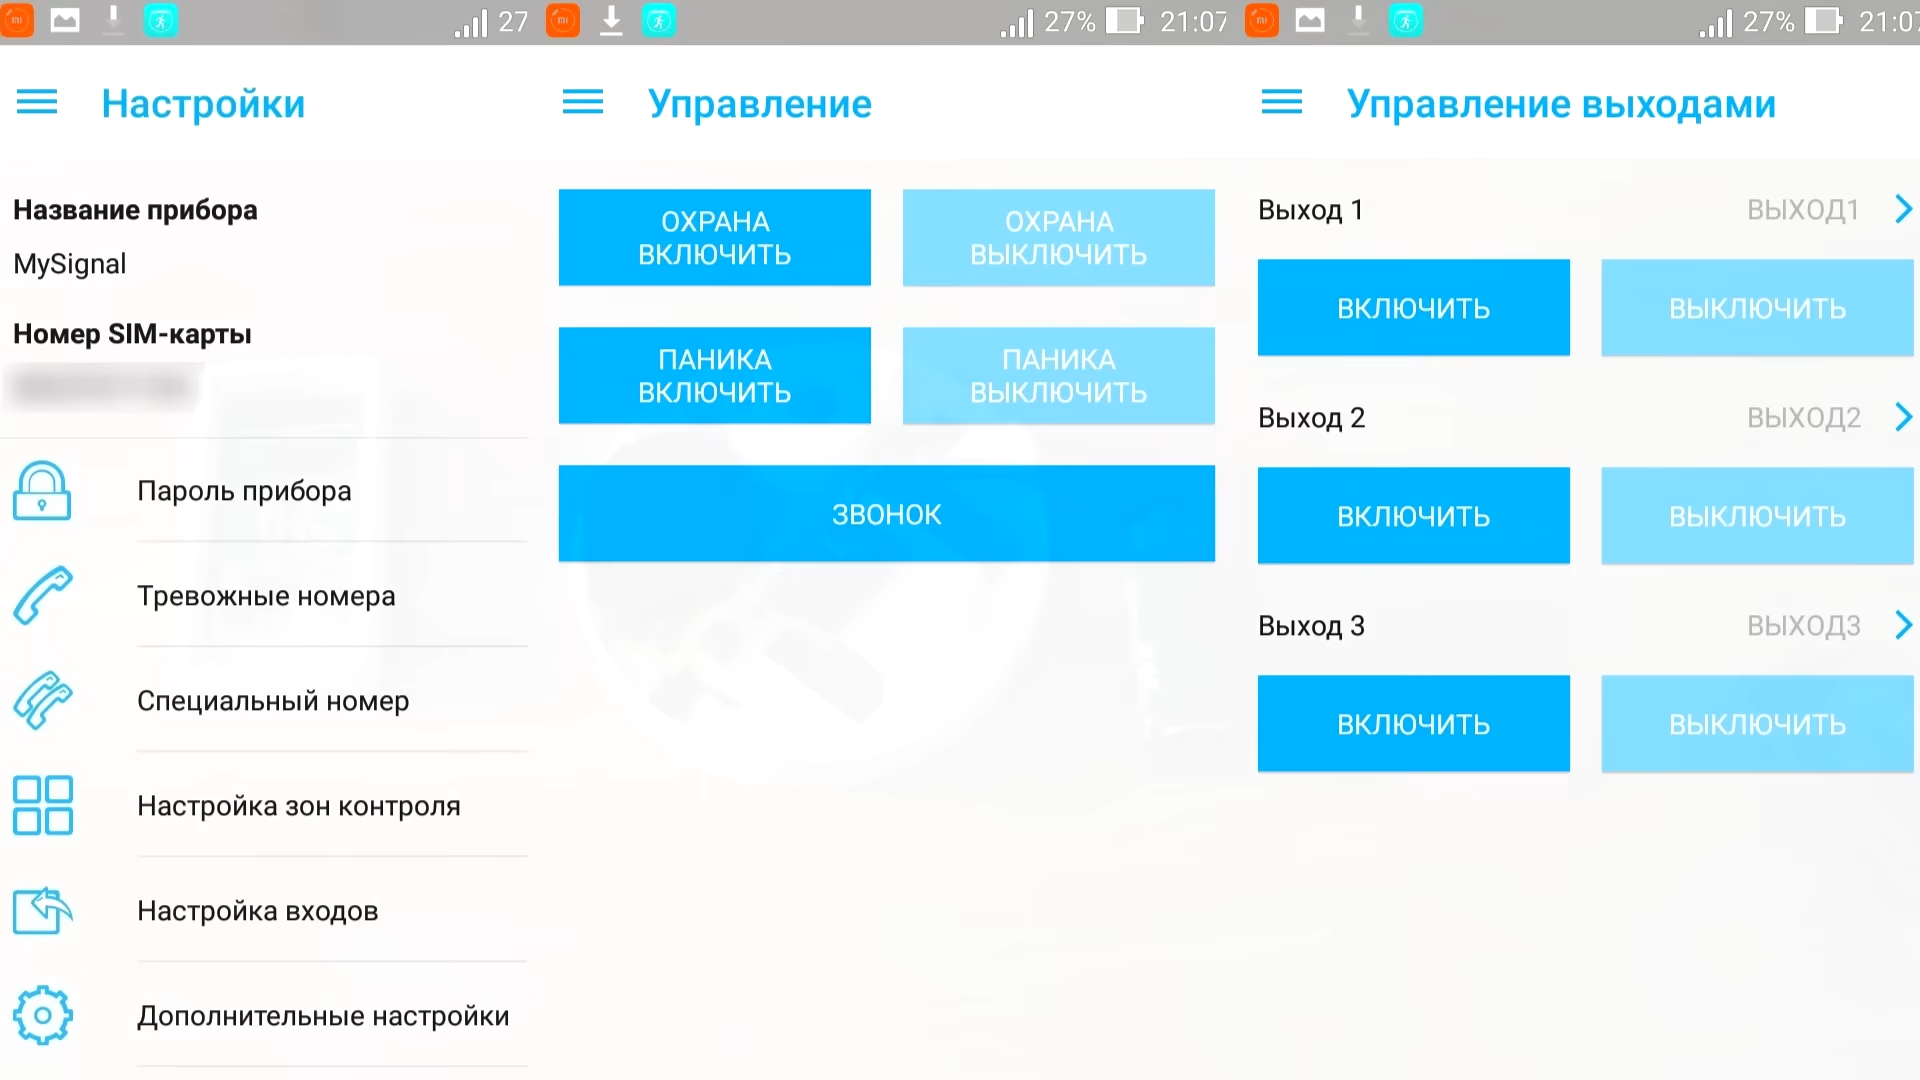 27
27% 21:07
27% 21:07
Настройки
Название прибора
MySignal
Номер SIM-карты
Пароль прибора
Тревожные номера
Специальный номер
Настройка зон контроля
Настройка входов
Дополнительные настройки
Управление
ОХРАНА
ВКЛЮЧИТЬ
ОХРАНА
ВЫКЛЮЧИТЬ
ПАНИКА
ВКЛЮЧИТЬ
ПАНИКА
ВЫКЛЮЧИТЬ
ЗВОНОК
Управление выходами
Выход 1 ВЫХОД1
ВКЛЮЧИТЬ ВЫКЛЮЧИТЬ
Выход 2 ВЫХОД2
ВКЛЮЧИТЬ ВЫКЛЮЧИТЬ
Выход 3 ВЫХОД3
ВКЛЮЧИТЬ ВЫКЛЮЧИТЬ